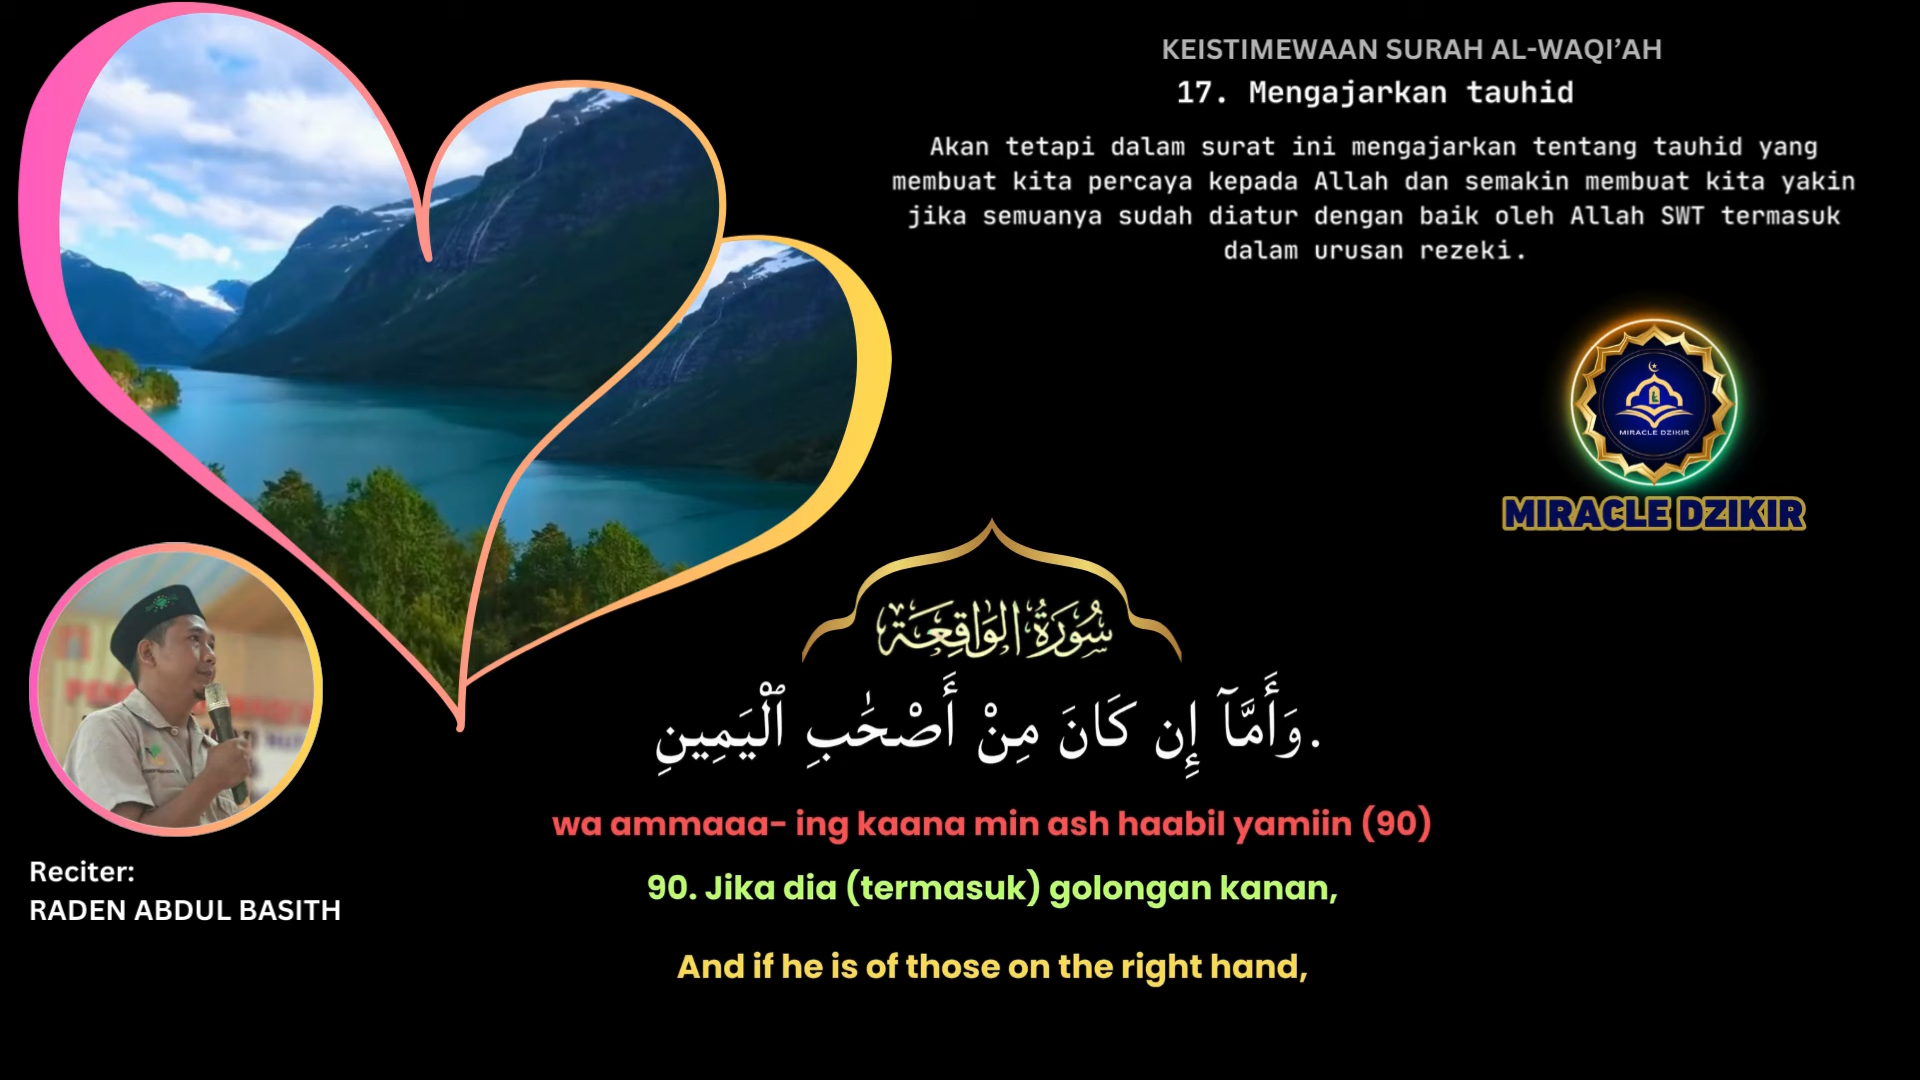 KEISTIMEWAAN SURAH AL-WAQI’AH
17. Mengajarkan tauhid
Akan tetapi dalam surat ini mengajarkan tentang tauhid yang
membuat kita percaya kepada Allah dan semakin membuat kita yakin
jika semuanya sudah diatur dengan baik oleh Allah SWT termasuk
dalam urusan rezeki.
MIRACLE DZIKIR
MIRACLE DZIKIR
سُورَةُ الوَاقِعَة
وَأَمَّآ إِن كَانَ مِنْ أَصْحَٰبِ ٱلْيَمِينِ.
wa ammaaa- ing kaana min ash haabil yamiin (90)
90. Jika dia (termasuk) golongan kanan,
And if he is of those on the right hand,
Reciter:
RADEN ABDUL BASITH